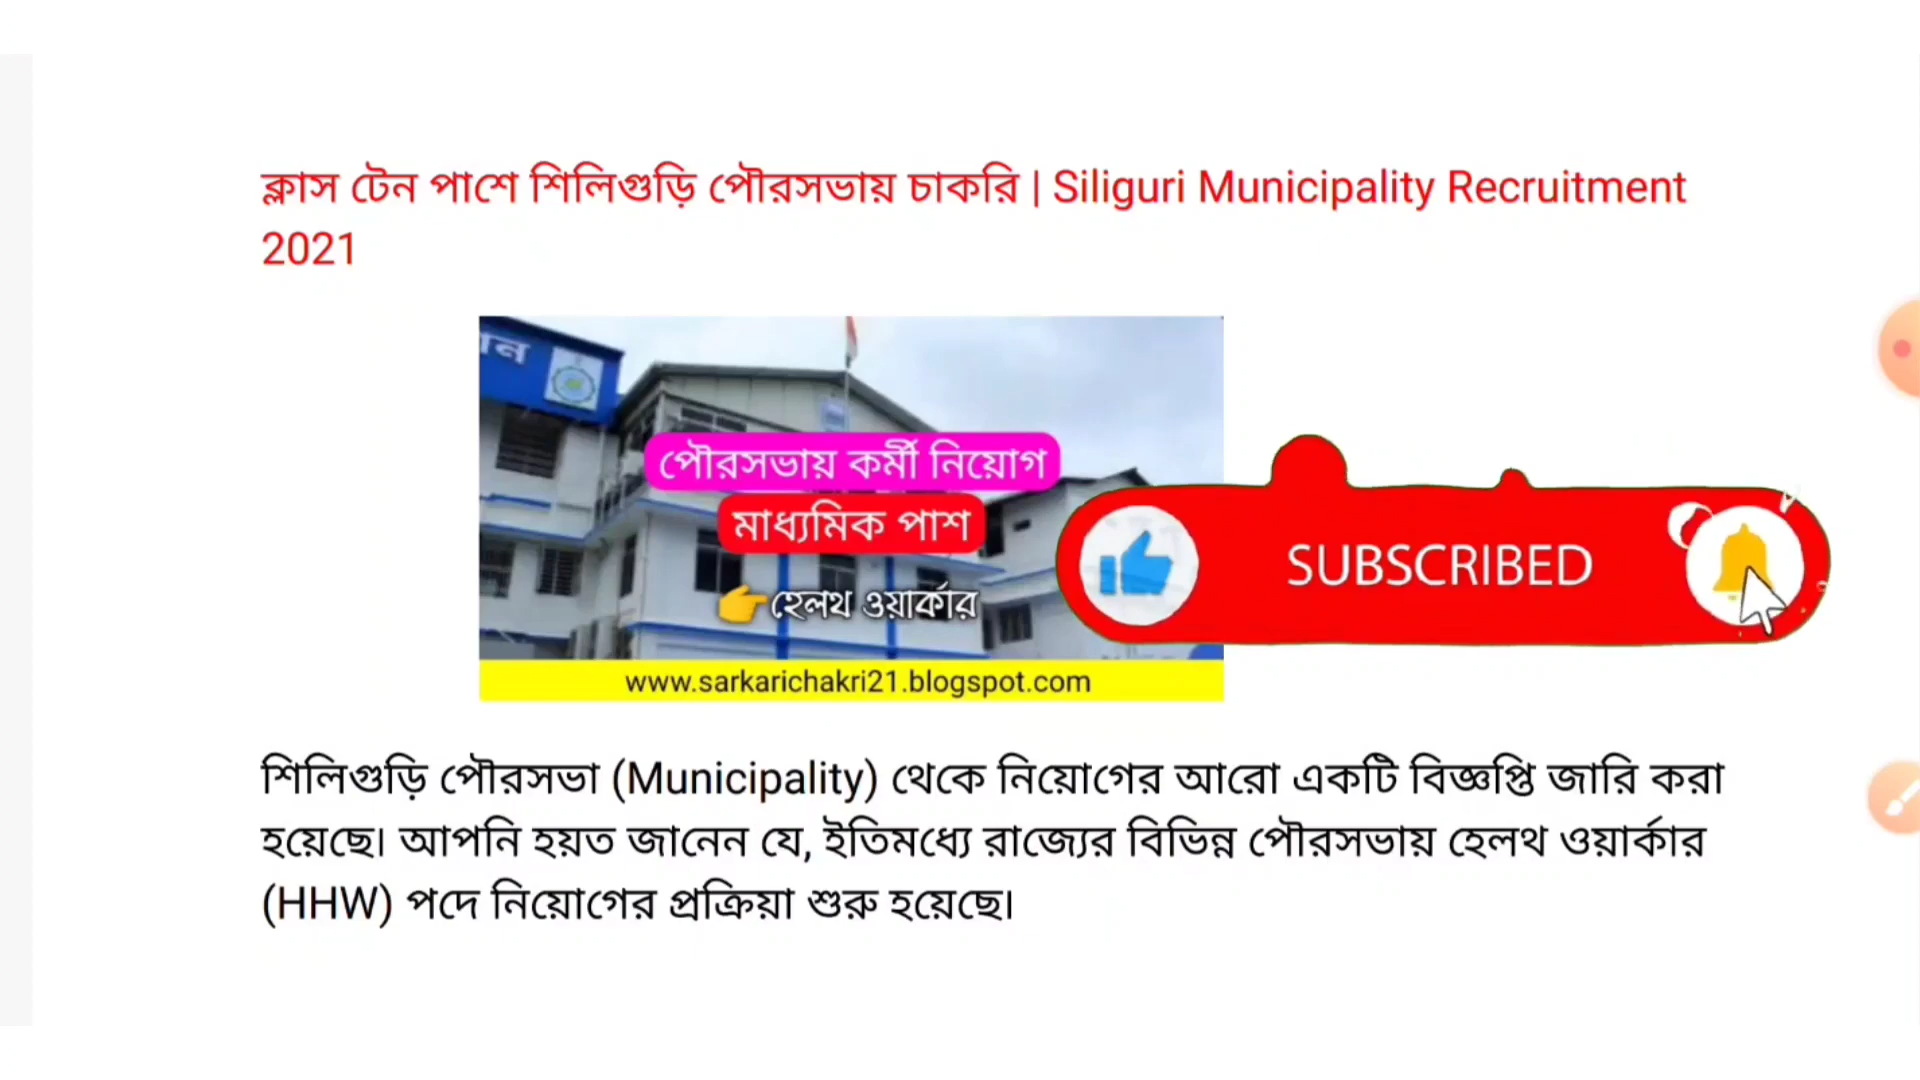 ক্লাস টেন পাশে শিলিগুড়ি পৌরসভায় চাকরি | Siliguri Municipality Recruitment
2021
পৌরসভায় কর্মী নিয়োগ
মাধ্যমিক পাশ
👉হেলথ ওয়ার্কার
SUBSCRIBED
www.sarkarichakri21.blogspot.com
শিলিগুড়ি পৌরসভা (Municipality) থেকে নিয়োগের আরো একটি বিজ্ঞপ্তি জারি করা
হয়েছে। আপনি হয়ত জানেন যে, ইতিমধ্যে রাজ্যের বিভিন্ন পৌরসভায় হেলথ ওয়ার্কার
(HHW) পদে নিয়োগের প্রক্রিয়া শুরু হয়েছে।